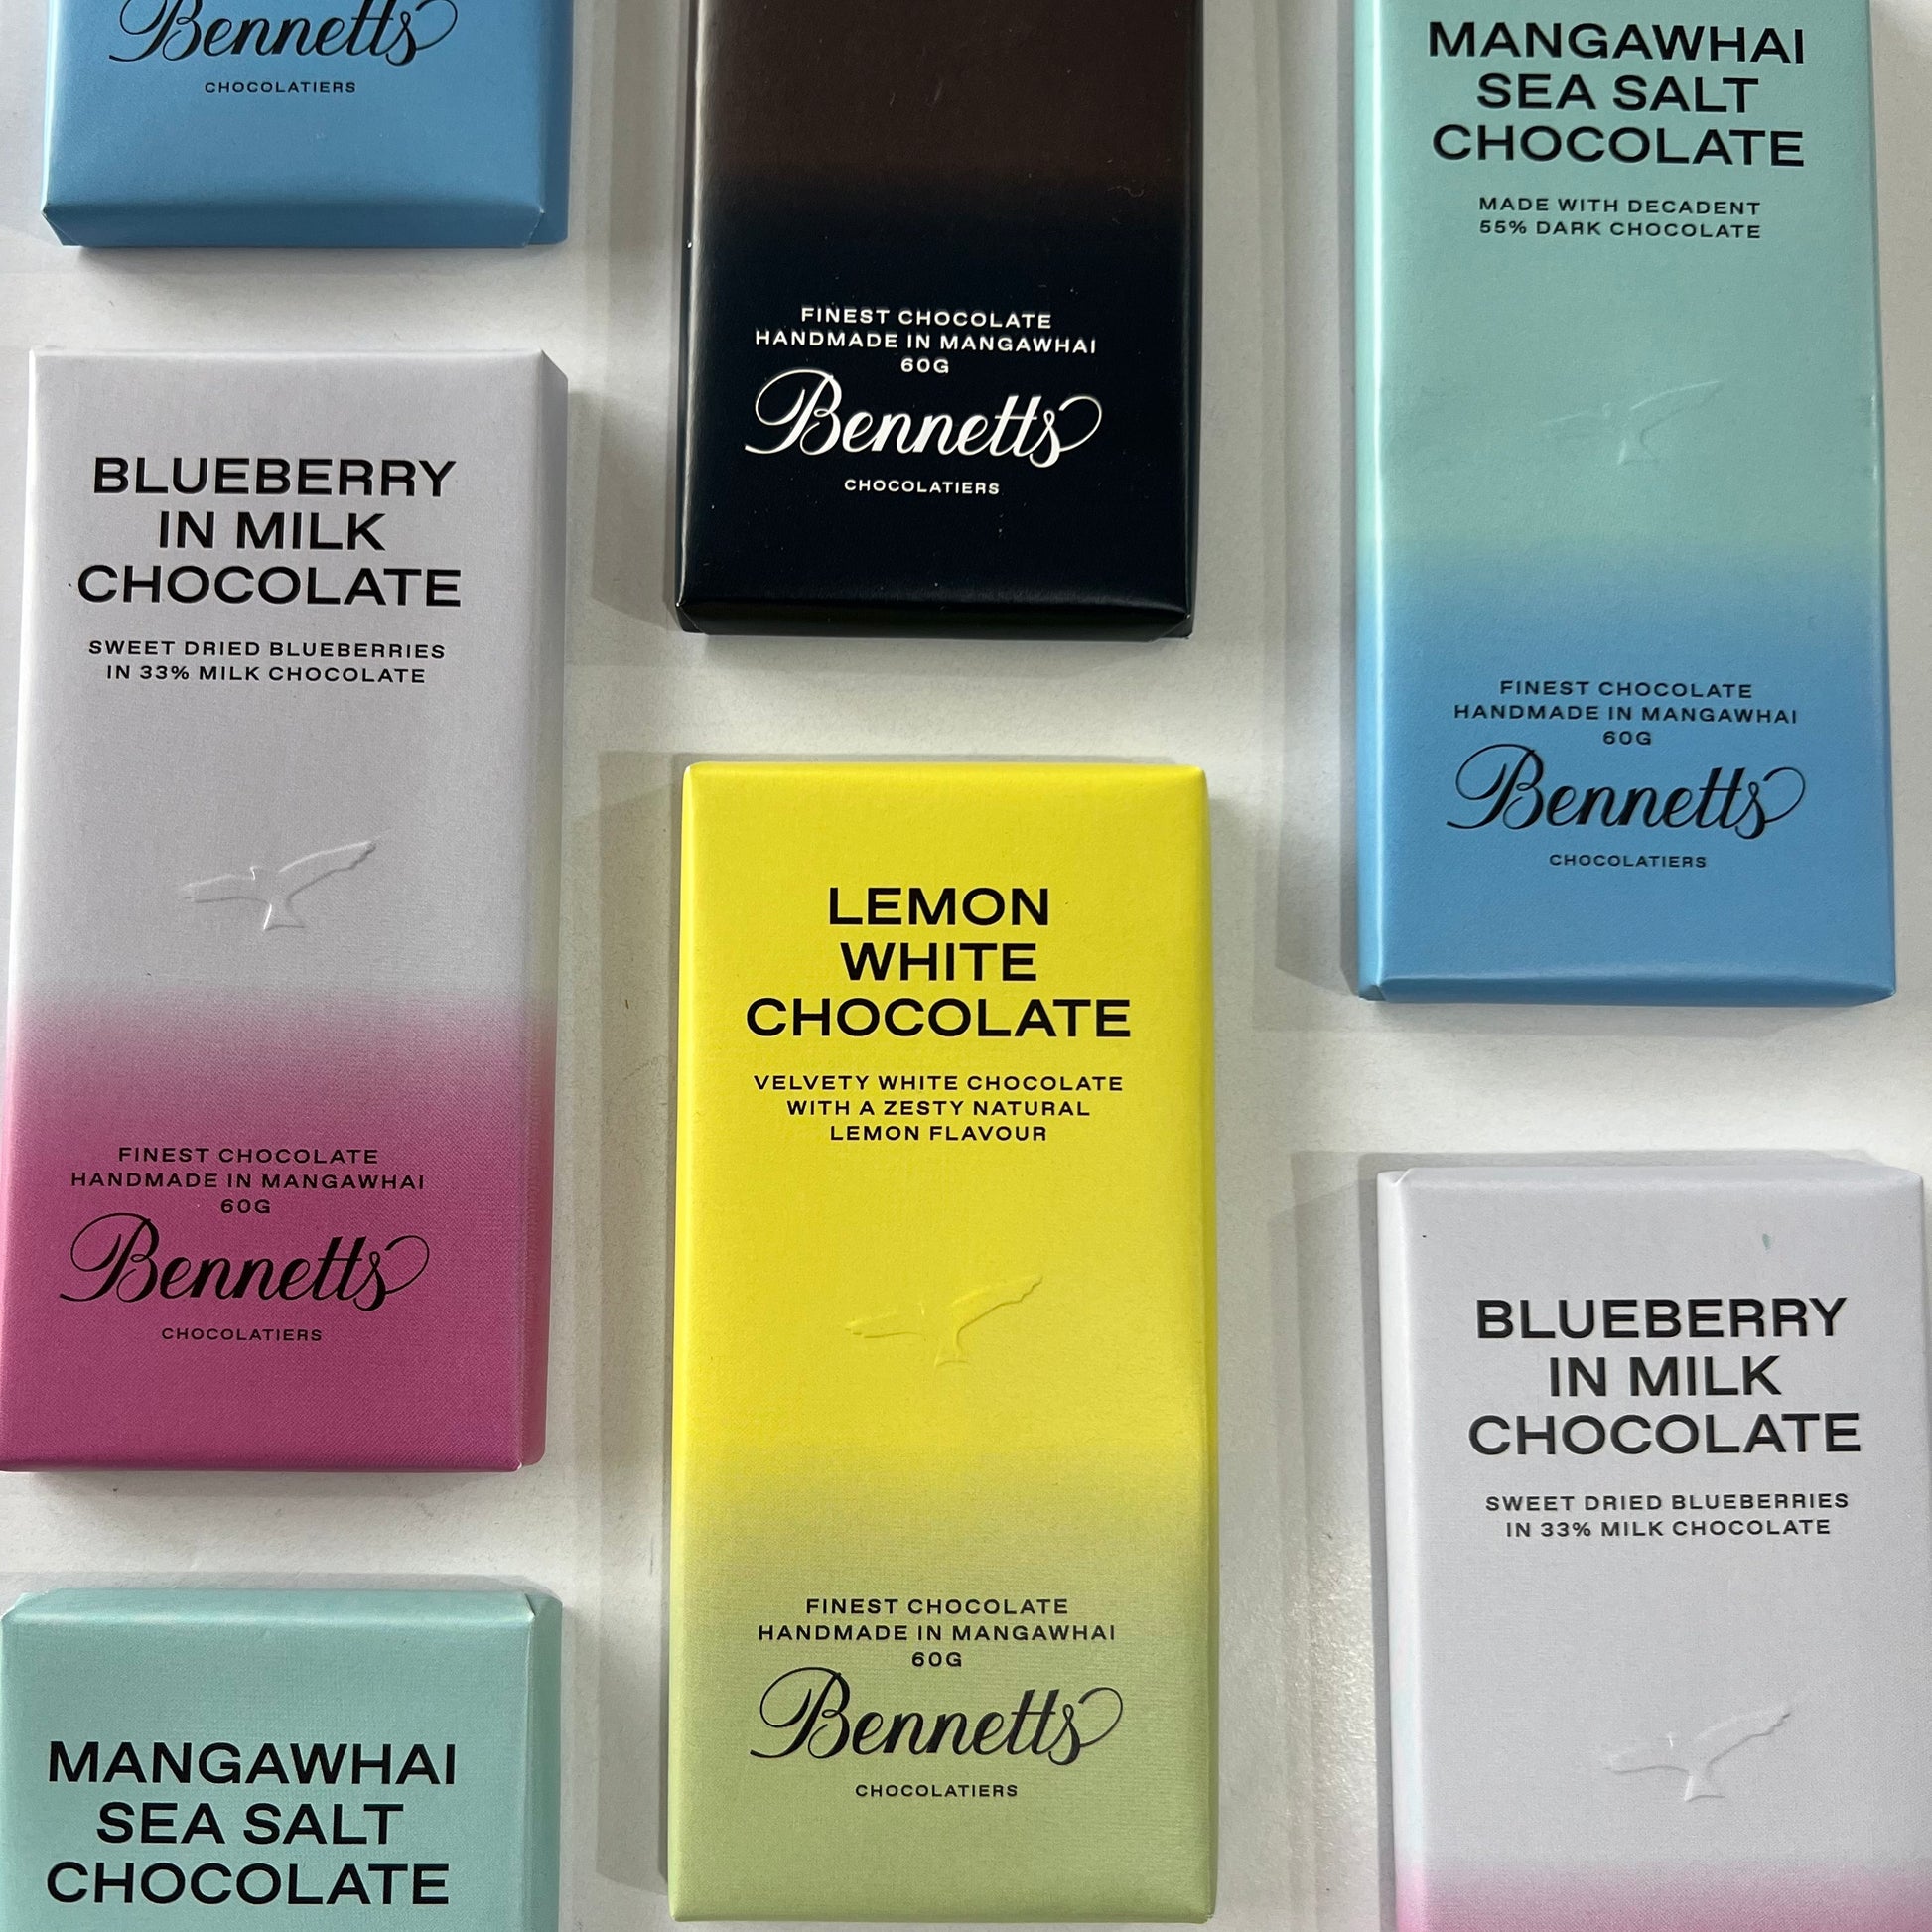 Bennetts
CHOCOLATIERS
BLUEBERRY
IN MILK
CHOCOLATE
SWEET DRIED BLUEBERRIES
IN 33% MILK CHOCOLATE
FINEST CHOCOLATE
HANDMADE IN MANGAWHAI
60G
Bennetts
CHOCOLATIERS
MANGAWHAI
SEA SALT
CHOCOLATE
FINEST CHOCOLATE
HANDMADE IN MANGAWHAI
60G
Bennetts
CHOCOLATIERS
LEMON
WHITE
CHOCOLATE
VELVETY WHITE CHOCOLATE
WITH A ZESTY NATURAL
LEMON FLAVOUR
FINEST CHOCOLATE
HANDMADE IN MANGAWHAI
60G
Bennetts
CHOCOLATIERS
MANGAWHAI
SEA SALT
CHOCOLATE
MADE WITH DECADENT
55% DARK CHOCOLATE
FINEST CHOCOLATE
HANDMADE IN MANGAWHAI
60G
Bennetts
CHOCOLATIERS
BLUEBERRY
IN MILK
CHOCOLATE
SWEET DRIED BLUEBERRIES
IN 33% MILK CHOCOLATE